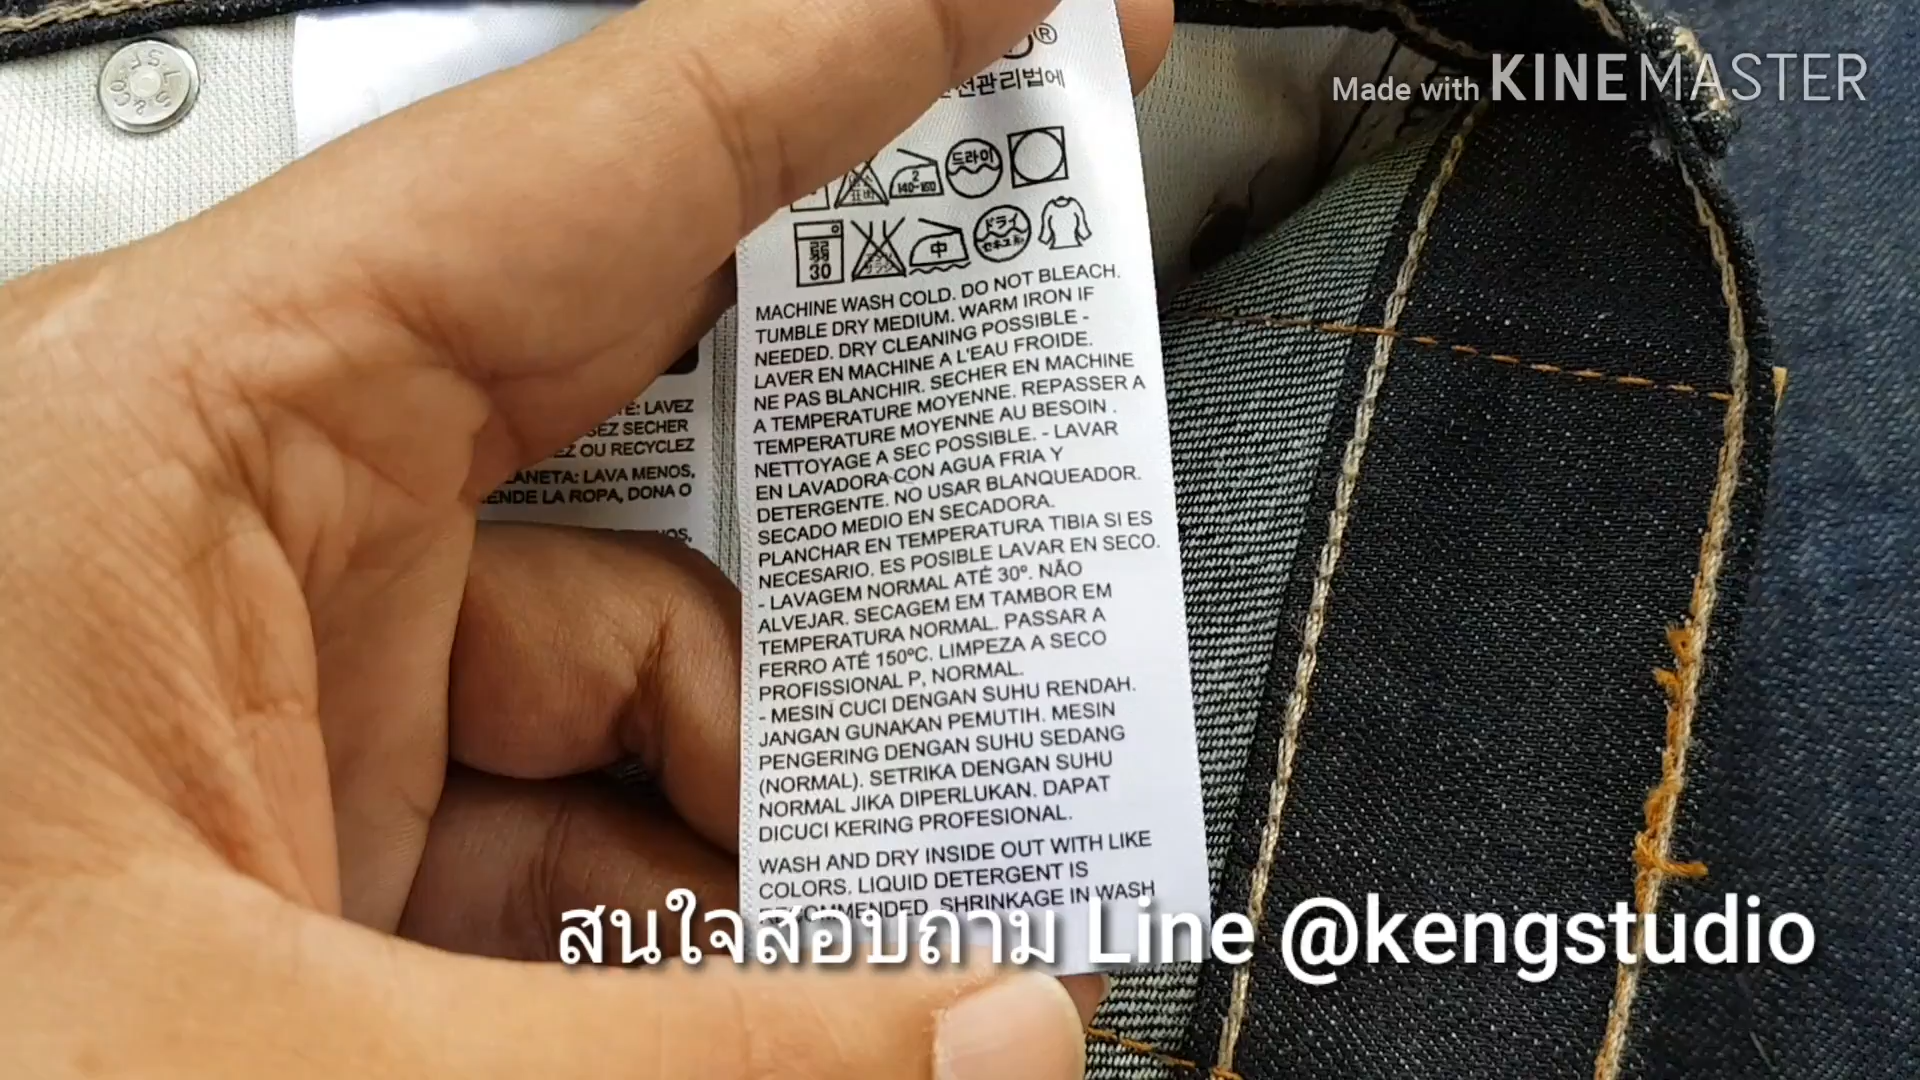 Made with KINEMASTER
®
전관리법에
드라이
2
140-160
弱
30
中
ドライ
MACHINE WASH COLD. DO NOT BLEACH.
TUMBLE DRY MEDIUM. WARM IRON IF
NEEDED. DRY CLEANING POSSIBLE -
LAVER EN MACHINE A L'EAU FROIDE.
NE PAS BLANCHIR. SECHER EN MACHINE
A TEMPERATURE MOYENNE. REPASSER A
TEMPERATURE MOYENNE AU BESOIN .
NETTOYAGE A SEC POSSIBLE. - LAVAR
EN LAVADORA CON AGUA FRIA Y
DETERGENTE. NO USAR BLANQUEADOR.
SECADO MEDIO EN SECADORA.
PLANCHAR EN TEMPERATURA TIBIA SI ES
NECESARIO. ES POSIBLE LAVAR EN SECO.
- LAVAGEM NORMAL ATÉ 30º. NÃO
ALVEJAR. SECAGEM EM TAMBOR EM
TEMPERATURA NORMAL. PASSAR A
FERRO ATÉ 150ºC. LIMPEZA A SECO
PROFISSIONAL P, NORMAL.
- MESIN CUCI DENGAN SUHU RENDAH.
JANGAN GUNAKAN PEMUTIH. MESIN
PENGERING DENGAN SUHU SEDANG
(NORMAL). SETRIKA DENGAN SUHU
NORMAL JIKA DIPERLUKAN. DAPAT
DICUCI KERING PROFESIONAL.
WASH AND DRY INSIDE OUT WITH LIKE
COLORS. LIQUID DETERGENT IS
RECOMMENDED. SHRINKAGE IN WASH
LAVEZ
SECHER
OU RECYCLEZ
LAVA MENOS,
LA ROPA, DONA O
สนใจสอบถาม Line @kengstudio